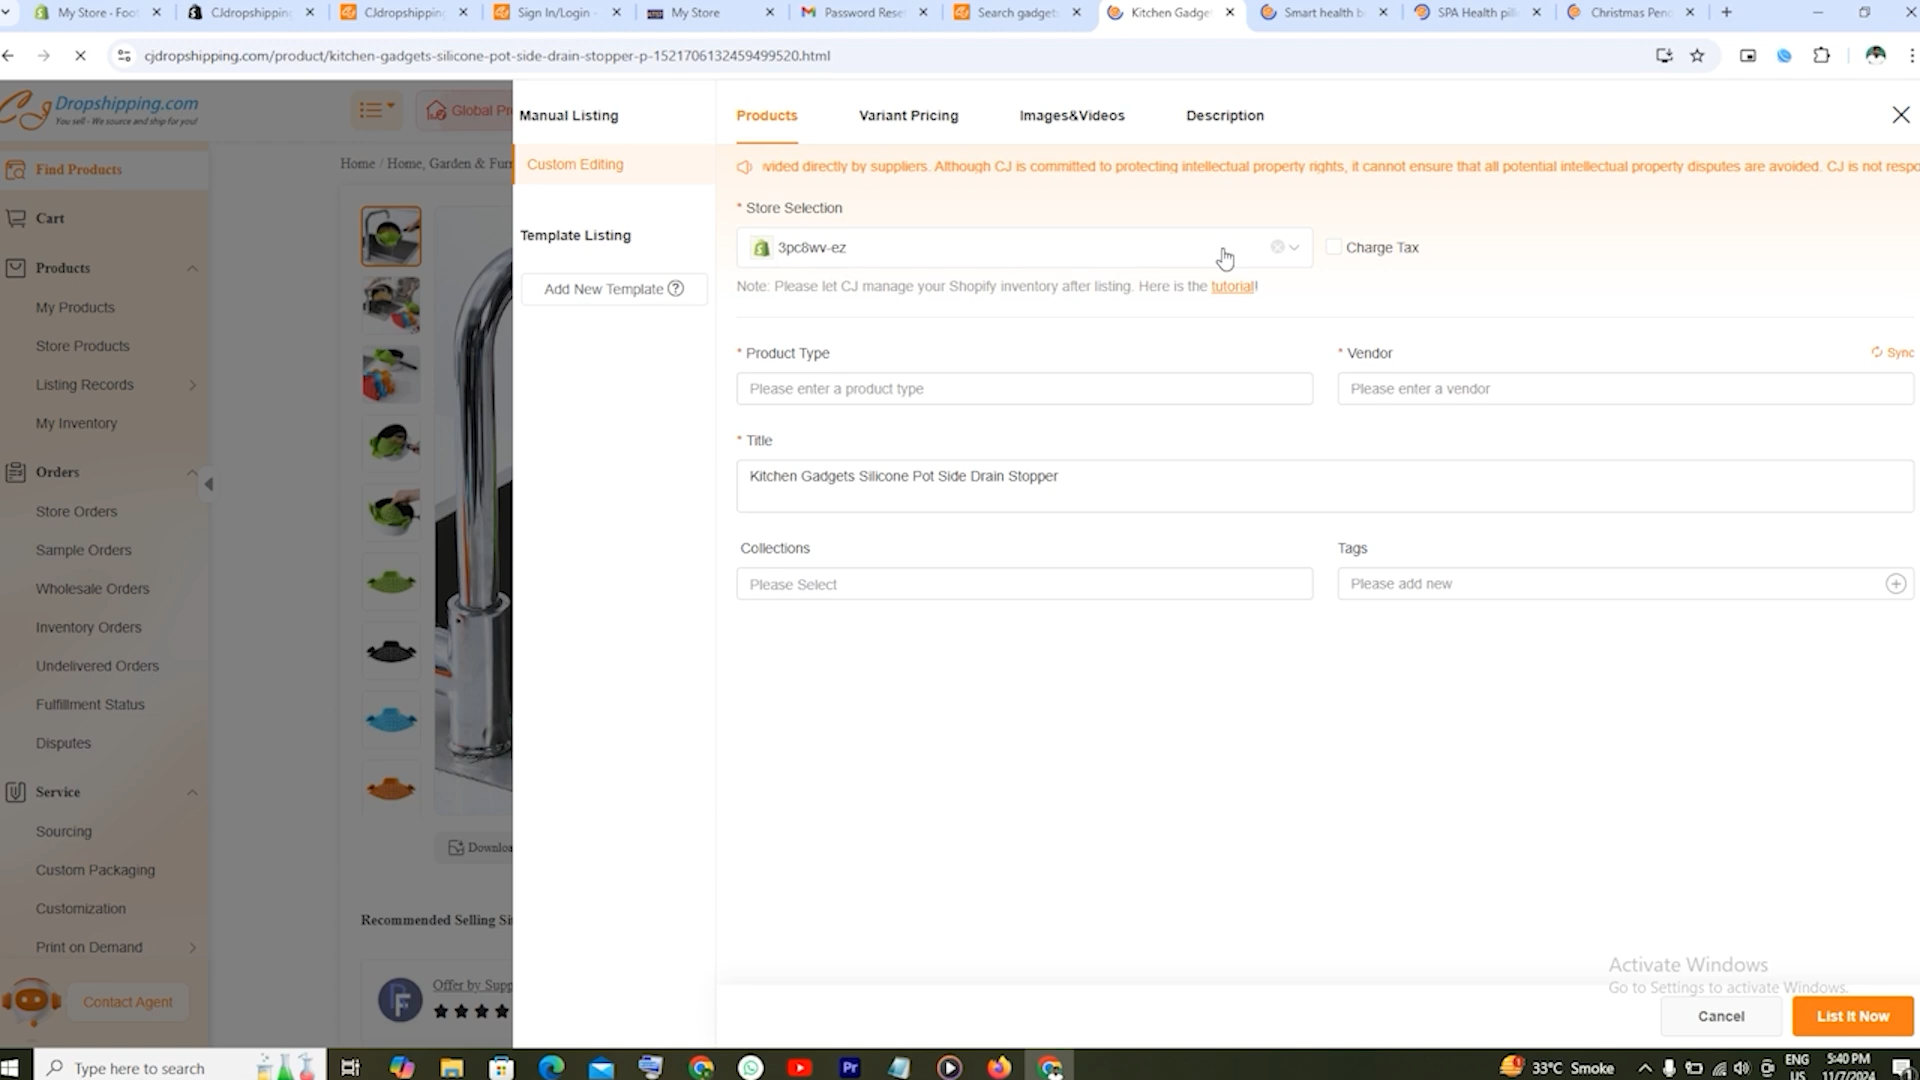 My Store - Foo
CJdropshipping
CJdropshipping
Sign In/Login -
My Store
Password Rese
Search gadget
Kitchen Gadge
Smart health b
SPA Health pill
Christmas Pen
cjdropshipping.com/product/kitchen-gadgets-silicone-pot-side-drain-stopper-p-1521706132459499520.html
CJ Dropshipping.com
You sell - We source and ship for you!
Global Pr
Find Products
Cart
Products
My Products
Store Products
Listing Records
My Inventory
Orders
Store Orders
Sample Orders
Wholesale Orders
Inventory Orders
Undelivered Orders
Fulfillment Status
Disputes
Service
Sourcing
Custom Packaging
Customization
Print on Demand
Contact Agent
Home / Home, Garden & Furn
Downloa
Recommended Selling Si
Offer by Supp
Manual Listing
Custom Editing
Template Listing
Add New Template ?
Products
Variant Pricing
Images&Videos
Description
vided directly by suppliers. Although CJ is committed to protecting intellectual property rights, it cannot ensure that all potential intellectual property disputes are avoided. CJ is not respo
* Store Selection
3pc8wv-ez
Charge Tax
Note: Please let CJ manage your Shopify inventory after listing. Here is the tutorial!
* Product Type
Please enter a product type
* Vendor
Sync
Please enter a vendor
* Title
Kitchen Gadgets Silicone Pot Side Drain Stopper
Collections
Please Select
Tags
Please add new
Activate Windows
Go to Settings to activate Windows.
Cancel
List It Now
Type here to search
Pr
33°C Smoke
ENG
US
5:40 PM
11/7/2024